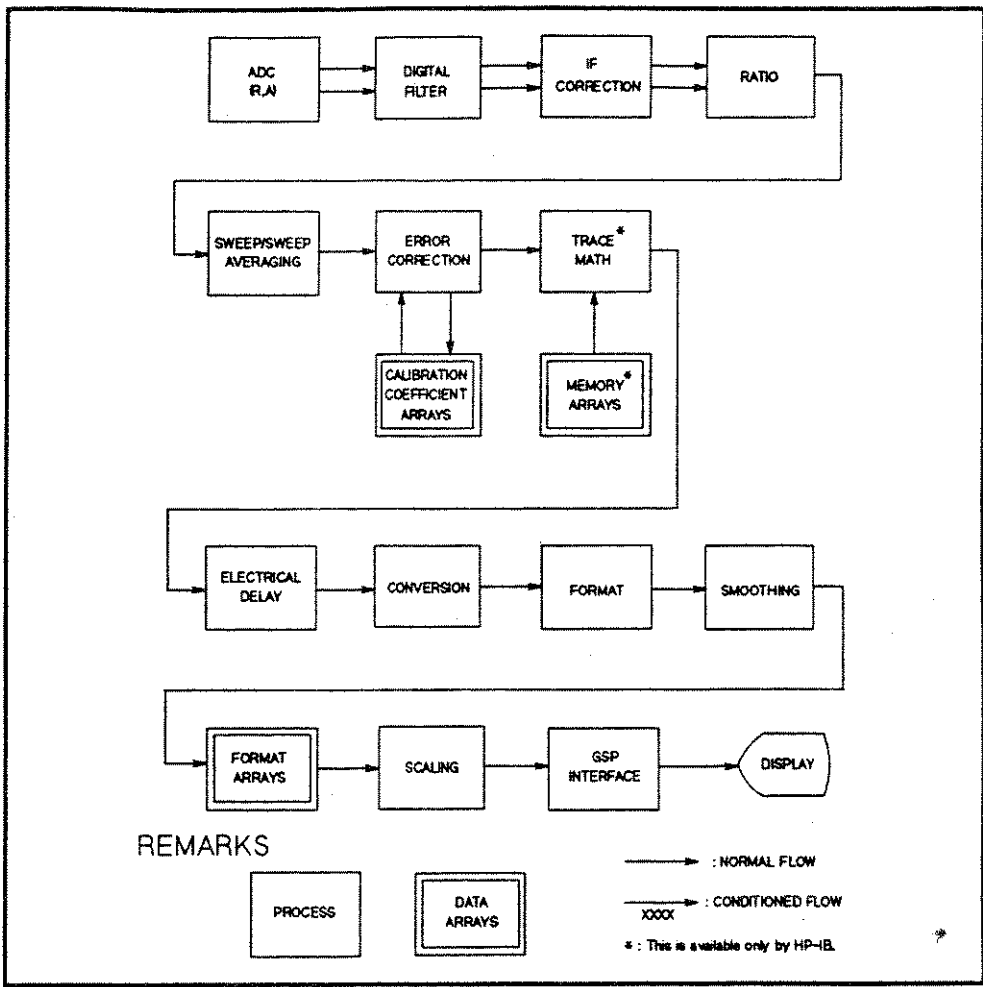 ADC
(R,A)
DIGITAL
FILTER
IF
CORRECTION
RATIO
SWEEP/SWEEP
AVERAGING
ERROR
CORRECTION
TRACE*
MATH
CALIBRATION
COEFFICIENT
ARRAYS
MEMORY*
ARRAYS
ELECTRICAL
DELAY
CONVERSION
FORMAT
SMOOTHING
FORMAT
ARRAYS
SCALING
GSP
INTERFACE
DISPLAY
REMARKS
PROCESS
DATA
ARRAYS
: NORMAL FLOW
XXXX : CONDITIONED FLOW
* : This is available only by HP-IB.